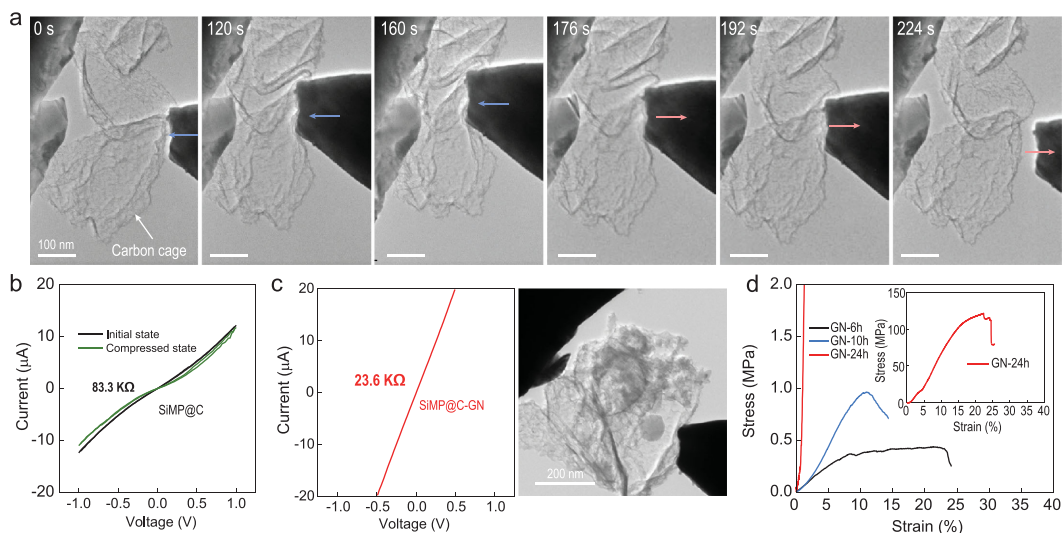 a
0 s
120 s
160 s
176 s
192 s
224 s
Carbon cage
100 nm
b
20
10
0
-10
-20
Current (μA)
Initial state
Compressed state
83.3 KΩ
SiMP@C
-1.0 -0.5 0.0 0.5 1.0
Voltage (V)
c
20
10
0
-10
-20
Current (μA)
23.6 KΩ
SiMP@C-GN
-1.0 -0.5 0.0 0.5 1.0
Voltage (V)
200 nm
d
2.0
1.5
1.0
0.5
0.0
Stress (MPa)
GN-6h
GN-10h
GN-24h
0 5 10 15 20 25 30 35 40
Strain (%)
150
100
50
0
Stress (MPa)
GN-24h
0 5 10 15 20 25 30 35 40
Strain (%)